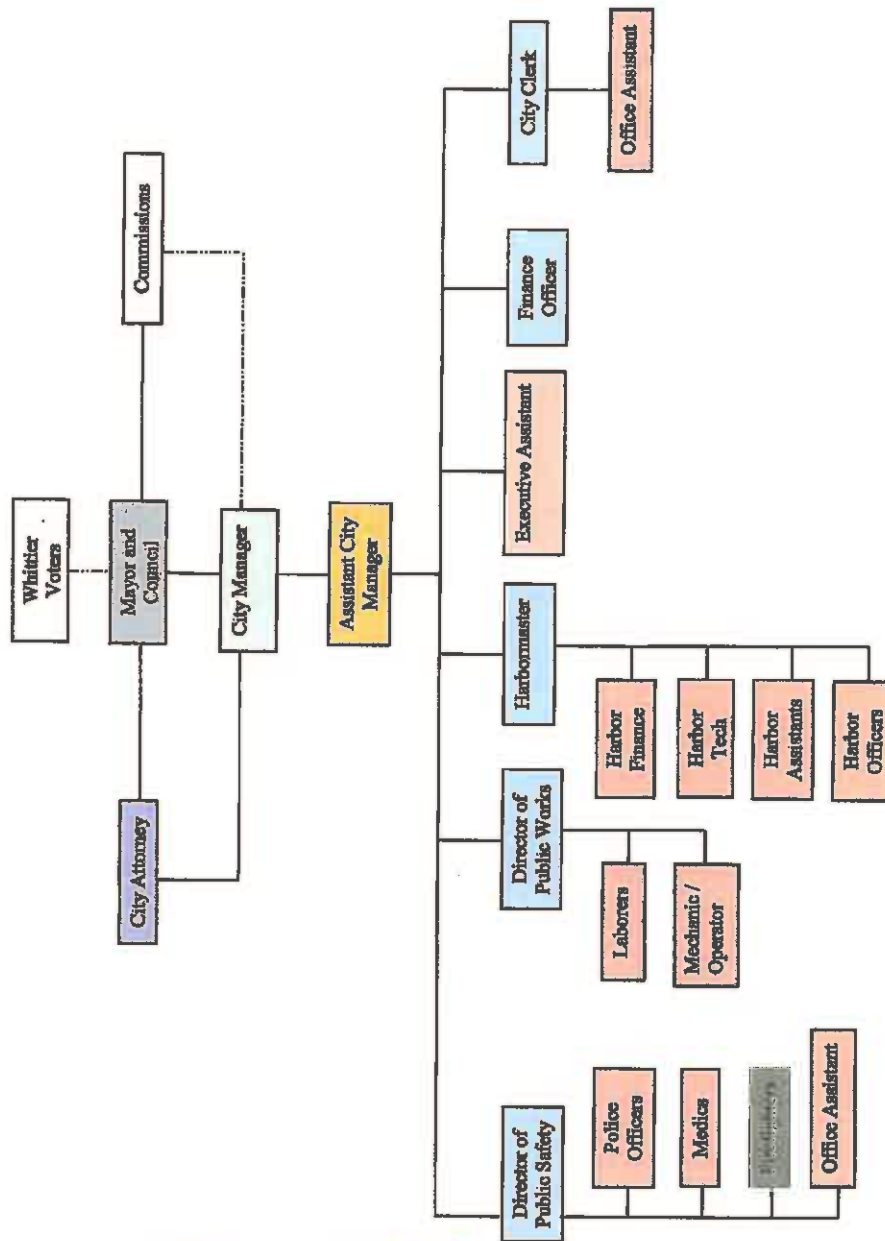 Whittier
Voters
City Attorney
Mayor and
Council
Commissions
City Manager
Assistant City
Manager
Director of
Public Safety
Director of
Public Works
Harbormaster
Executive Assistant
Finance
Officer
City Clerk
Police
Officers
Medics
Office Assistant
Laborers
Mechanic /
Operator
Harbor
Finance
Harbor
Tech
Harbor
Assistants
Harbor
Officers
Office Assistant